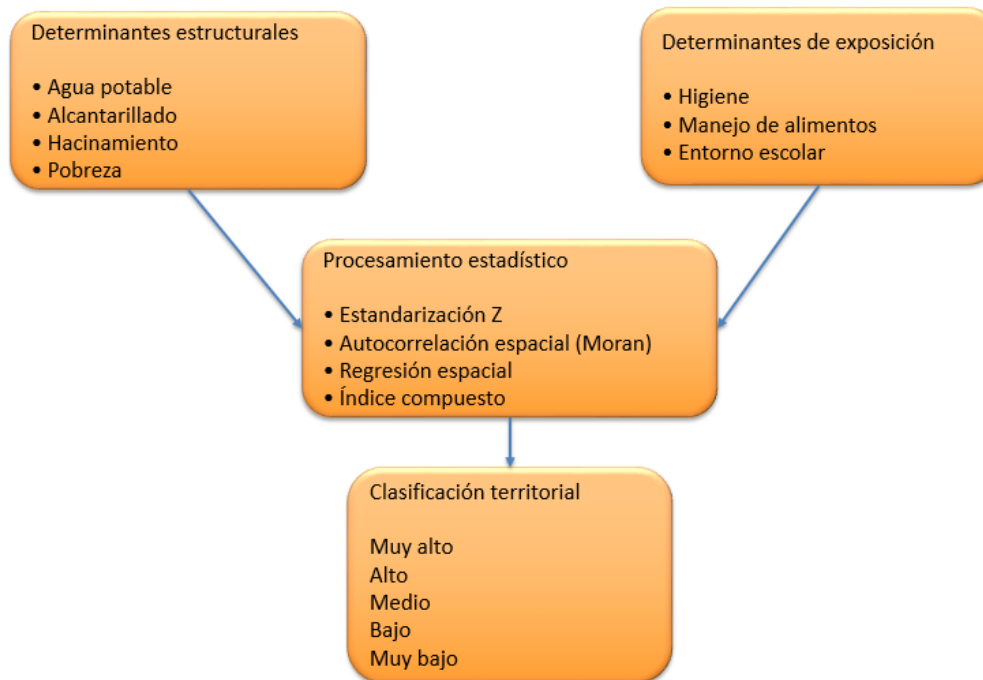 Determinantes estructurales
• Agua potable
• Alcantarillado
• Hacinamiento
• Pobreza
Determinantes de exposición
• Higiene
• Manejo de alimentos
• Entorno escolar
Procesamiento estadístico
• Estandarización Z
• Autocorrelación espacial (Moran)
• Regresión espacial
• Índice compuesto
Clasificación territorial
Muy alto
Alto
Medio
Bajo
Muy bajo